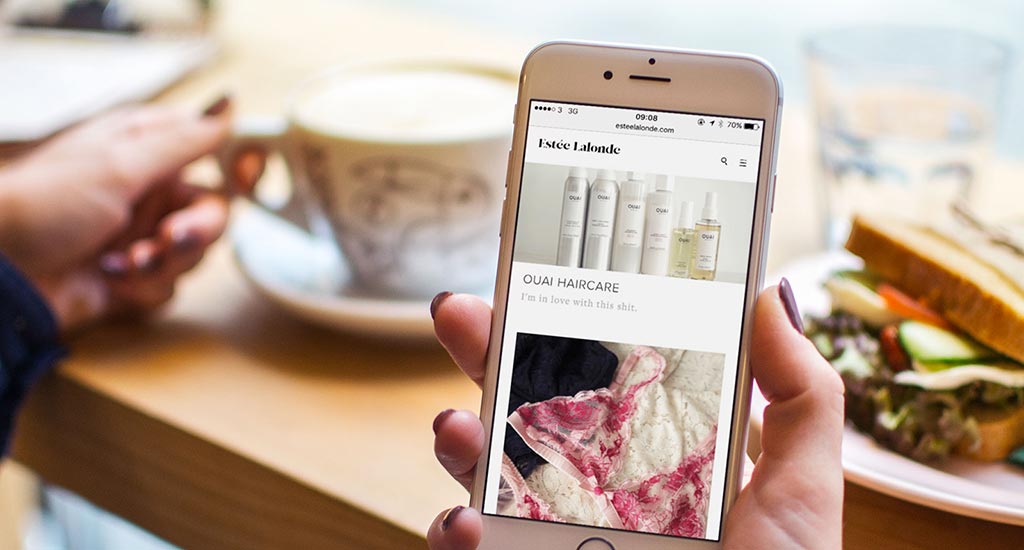 3 3G 09:08 70%
esteelalonde.com
Estée Lalonde
OUAI OUAI OUAI OUAI OUAI OUAI
OUAI HAIRCARE
I'm in love with this shit.